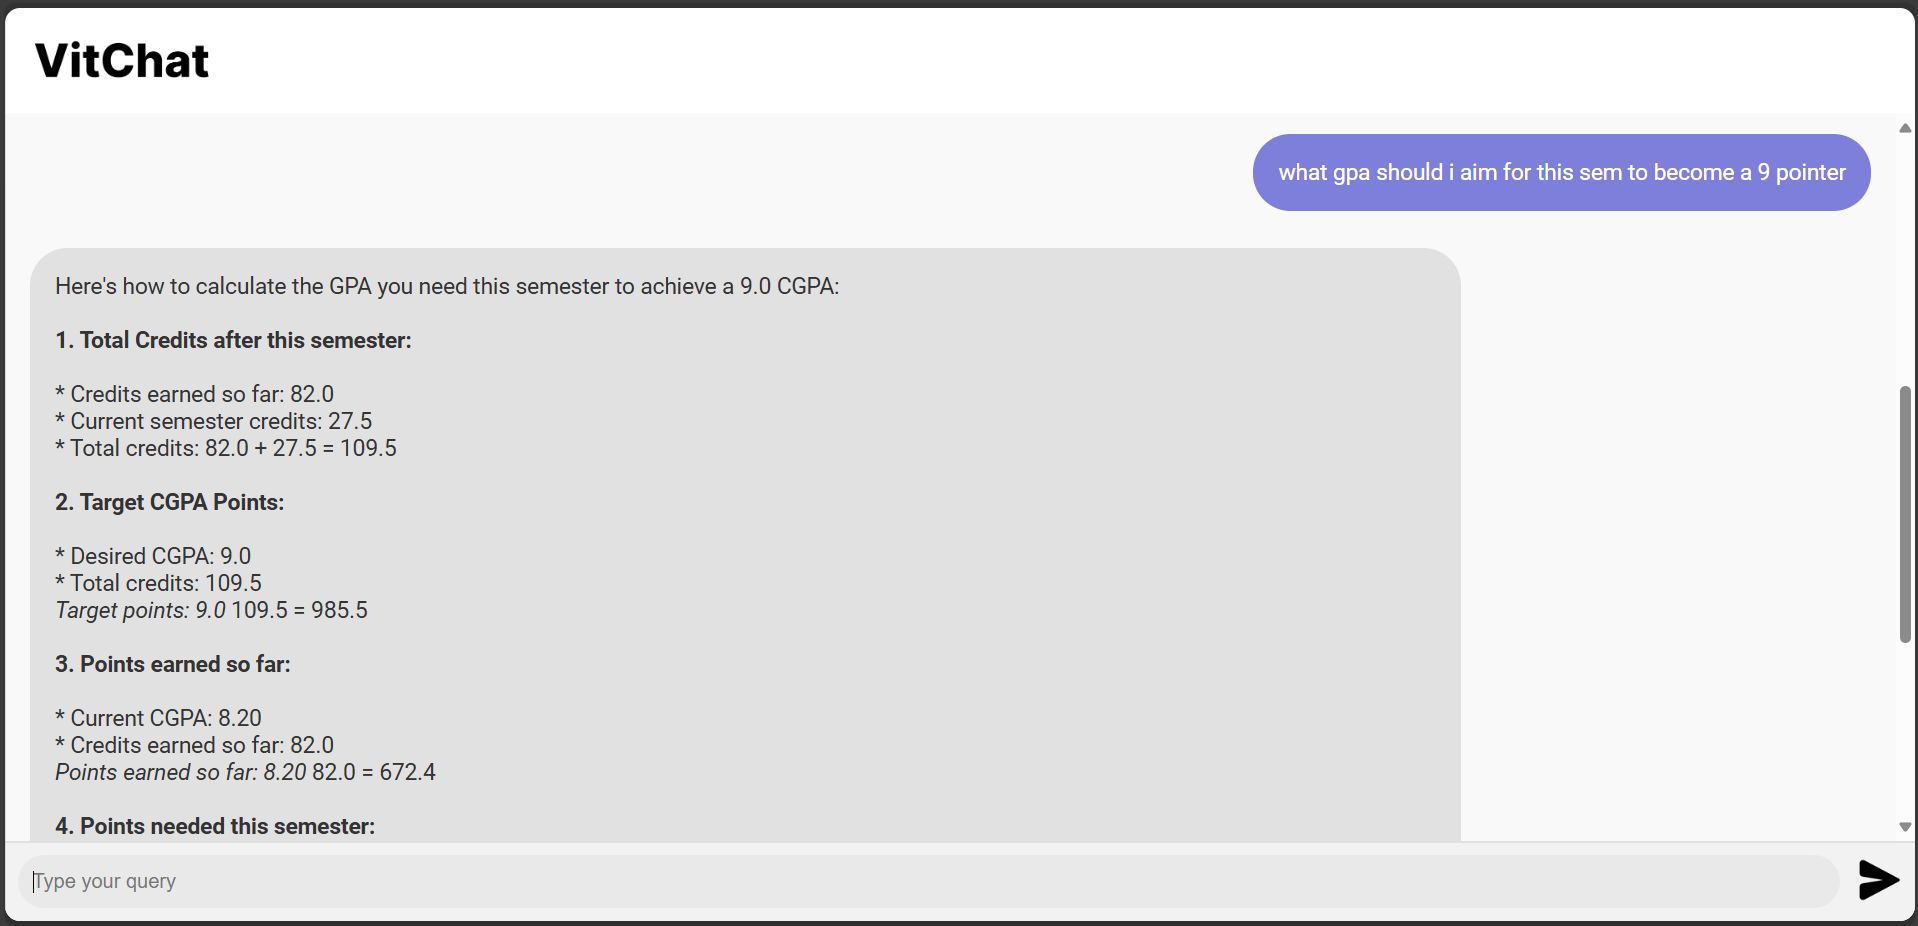 VitChat
what gpa should i aim for this sem to become a 9 pointer
Here's how to calculate the GPA you need this semester to achieve a 9.0 CGPA:
1. Total Credits after this semester:
* Credits earned so far: 82.0
* Current semester credits: 27.5
* Total credits: 82.0 + 27.5 = 109.5
2. Target CGPA Points:
* Desired CGPA: 9.0
* Total credits: 109.5
Target points: 9.0 109.5 = 985.5
3. Points earned so far:
* Current CGPA: 8.20
* Credits earned so far: 82.0
Points earned so far: 8.20 82.0 = 672.4
4. Points needed this semester:
Type your query